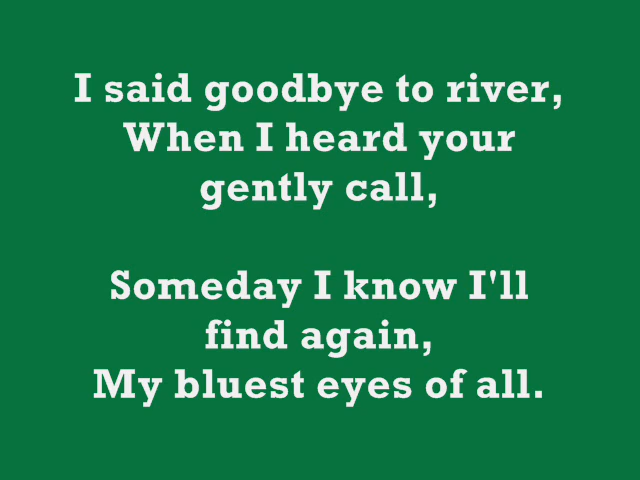 I said goodbye to river,
When I heard your
gently call,
Someday I know I'll
find again,
My bluest eyes of all.